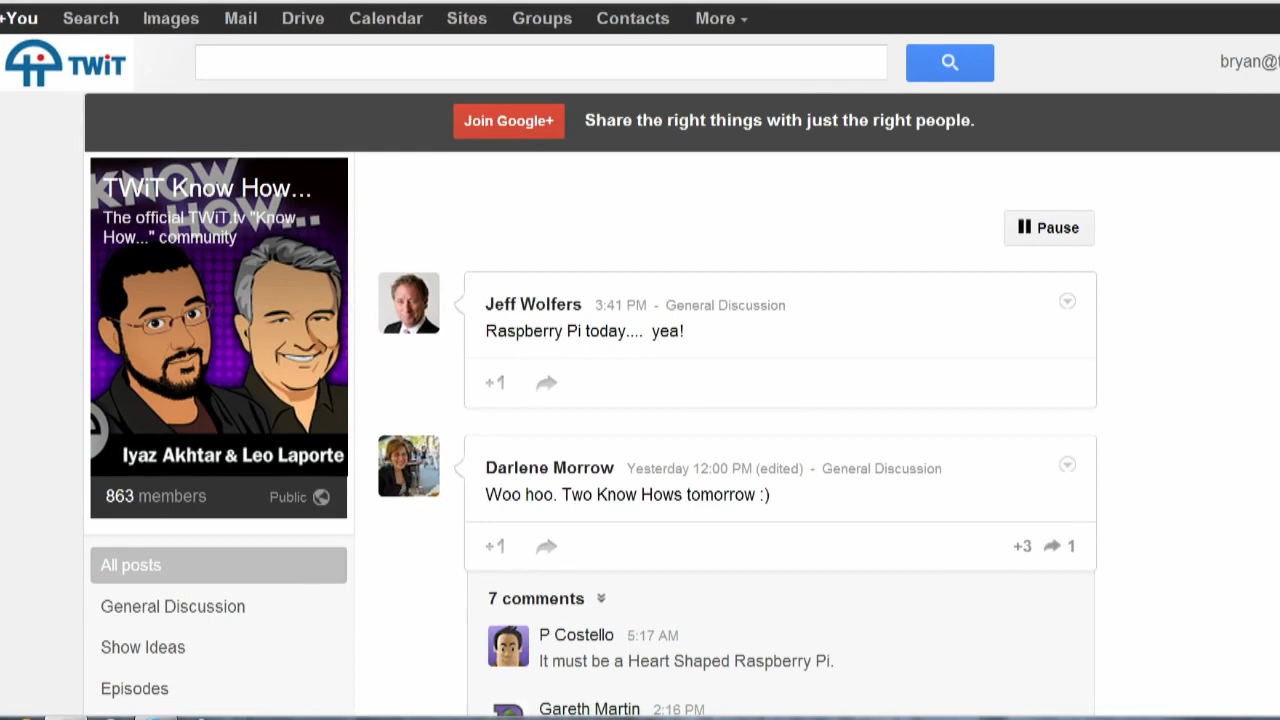 +You Search Images Mail Drive Calendar Sites Groups Contacts More
TWiT
bryan@
Join Google+ Share the right things with just the right people.
KNOW
HOW...
TWiT Know How...
The official TWiT.tv "Know
How..." community
Iyaz Akhtar & Leo Laporte
863 members Public
All posts
General Discussion
Show Ideas
Episodes
Pause
Jeff Wolfers 3:41 PM - General Discussion
Raspberry Pi today.... yea!
+1
Darlene Morrow Yesterday 12:00 PM (edited) - General Discussion
Woo hoo. Two Know Hows tomorrow :)
+1 +3 1
7 comments
P Costello 5:17 AM
It must be a Heart Shaped Raspberry Pi.
Gareth Martin 2:16 PM